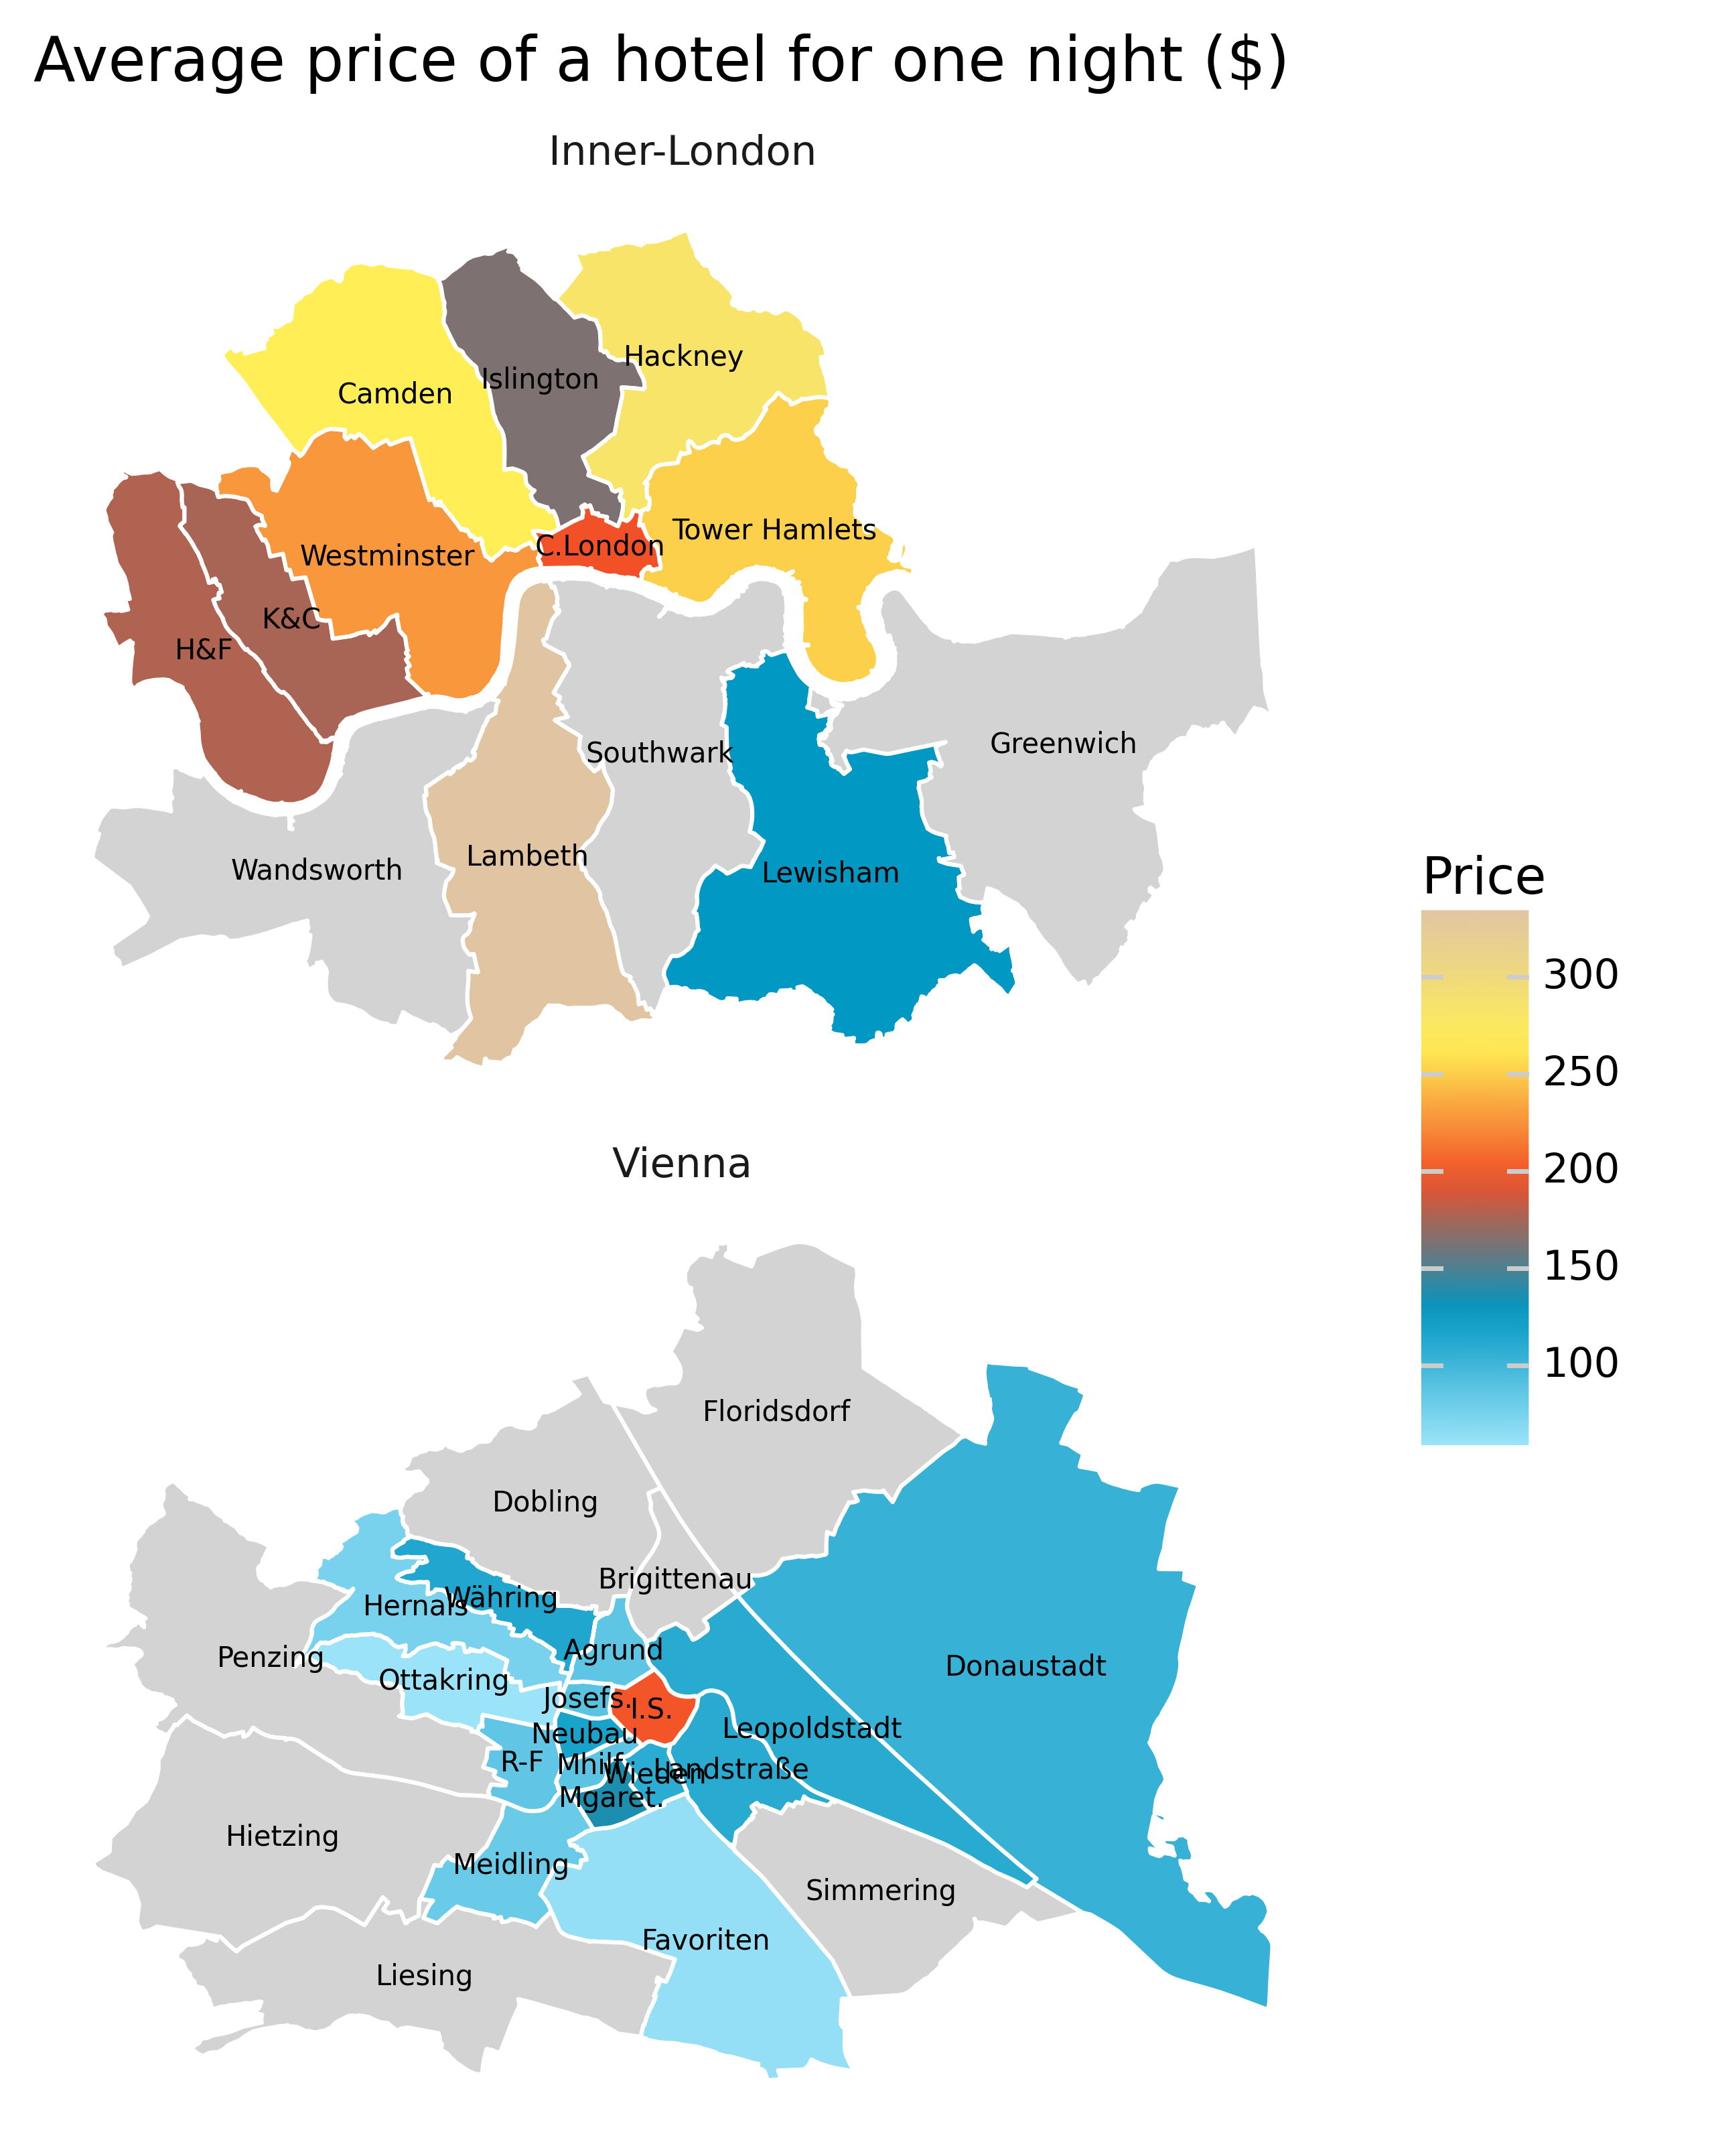 Average price of a hotel for one night ($)
Inner-London
Hackney
Islington
Camden
Tower Hamlets
C.London
Westminster
K&C
H&F
Greenwich
Southwark
Lambeth
Wandsworth
Lewisham
Price
300
250
200
150
100
Vienna
Floridsdorf
Dobling
Brigittenau
Währing
Hernals
Agrund
Penzing
Donaustadt
Ottakring
Josefs.
I.S.
Leopoldstadt
Neubau
R-F
Mhilf.
Wieden
Landstraße
Mgaret.
Hietzing
Meidling
Simmering
Favoriten
Liesing